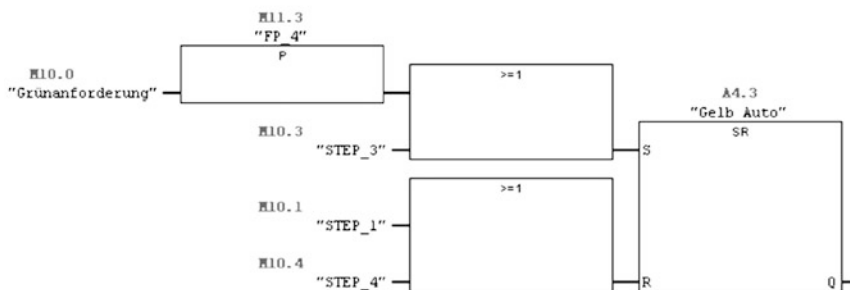 M11.3
"FP_4"
P
M10.0
"Grünanforderung"
>=1
A4.3
"Gelb Auto"
SR
M10.3
"STEP_3"
S
>=1
M10.1
"STEP_1"
M10.4
"STEP_4"
R
Q